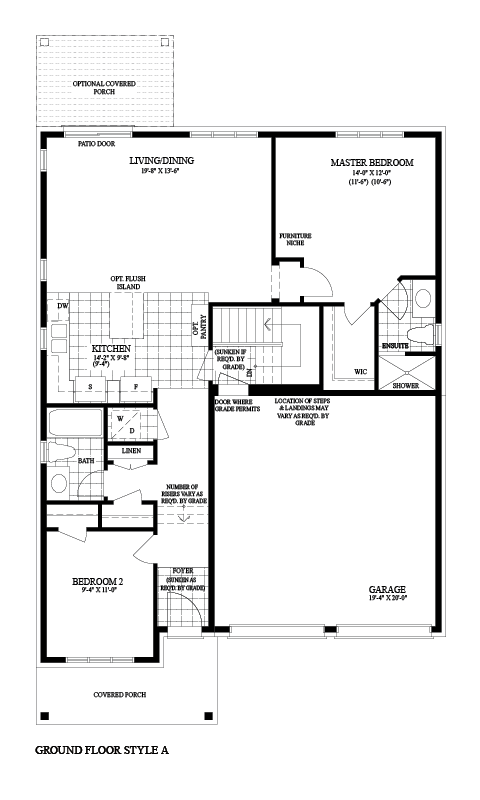 OPTIONAL COVERED
PORCH
PATIO DOOR
LIVING/DINING
19'-8" X 13'-6"
MASTER BEDROOM
14'-0" X 12'-0"
(11'-6") (10'-6")
FURNITURE
NICHE
OPT. FLUSH
ISLAND
DW
OPT.
PANTRY
KITCHEN
14'-2" X 9'-8"
(9'-4")
(SUNKEN IF
REQ'D. BY
GRADE)
ENSUITE
S
F
WIC
SHOWER
DOOR WHERE
GRADE PERMITS
LOCATION OF STEPS
& LANDINGS MAY
VARY AS REQ'D. BY
GRADE
W
D
LINEN
BATH
NUMBER OF
RISERS VARY AS
REQ'D. BY GRADE
FOYER
(SUNKEN AS
REQ'D. BY GRADE)
BEDROOM 2
9'-4" X 11'-0"
GARAGE
19'-4" X 20'-0"
COVERED PORCH
GROUND FLOOR STYLE A